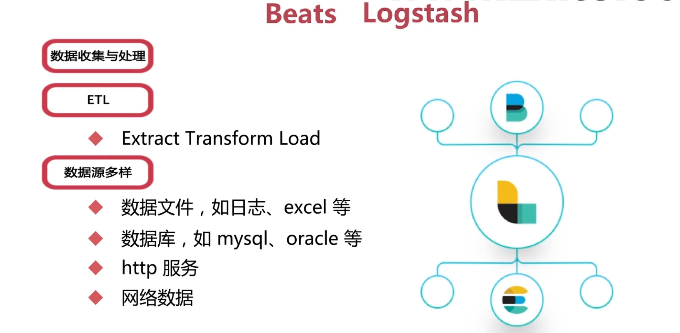 Beats Logstash
数据收集与处理
ETL
Extract Transform Load
数据源多样
数据文件，如日志、excel 等
数据库，如 mysql、oracle 等
http 服务
网络数据